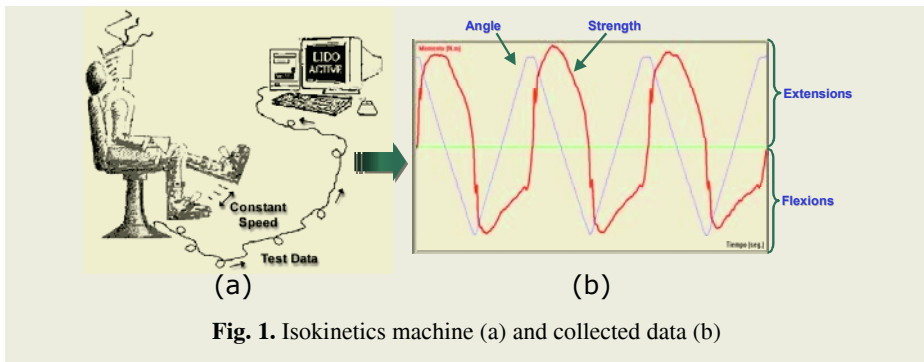 LIDO
ACTIVE
Constant
Speed
Test Data
(a)
Angle
Strength
Momento [N.m]
Extensions
Flexions
Tiempo [seg.]
(b)
Fig. 1. Isokinetics machine (a) and collected data (b)